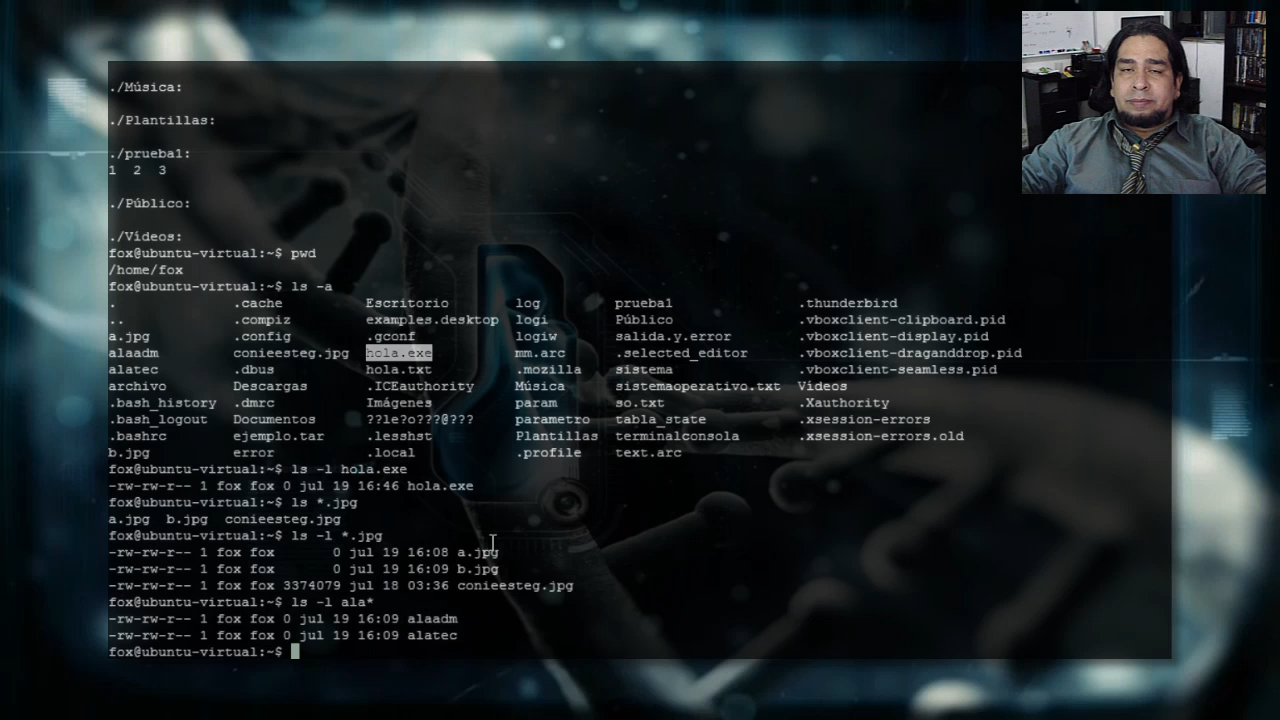 ./Música:
./Plantillas:
./prueba1:
1  2  3
./Público:
./Vídeos:
fox@ubuntu-virtual:~$ pwd
/home/fox
fox@ubuntu-virtual:~$ ls -a
.              .cache          Escritorio       log         prueba1              .thunderbird
..             .compiz         examples.desktop logi        Público              .vboxclient-clipboard.pid
a.jpg          .config         .gconf           logiw       salida.y.error       .vboxclient-display.pid
alaadm         conieesteg.jpg  hola.exe         mm.arc      .selected_editor     .vboxclient-draganddrop.pid
alatec         .dbus           hola.txt         .mozilla    sistema              .vboxclient-seamless.pid
archivo        Descargas       .ICEauthority    Música      sistemaoperativo.txt Vídeos
.bash_history  .dmrc           Imágenes         param       so.txt               .Xauthority
.bash_logout   Documentos      ??le?o???@????   parametro   tabla_state          .xsession-errors
.bashrc        ejemplo.tar     .lesshst         Plantillas  terminalconsola      .xsession-errors.old
b.jpg          error           .local           .profile    text.arc
fox@ubuntu-virtual:~$ ls -l hola.exe
-rw-rw-r-- 1 fox fox 0 jul 19 16:46 hola.exe
fox@ubuntu-virtual:~$ ls *.jpg
a.jpg  b.jpg  conieesteg.jpg
fox@ubuntu-virtual:~$ ls -l *.jpg
-rw-rw-r-- 1 fox fox       0 jul 19 16:08 a.jpg
-rw-rw-r-- 1 fox fox       0 jul 19 16:09 b.jpg
-rw-rw-r-- 1 fox fox 3374079 jul 18 03:36 conieesteg.jpg
fox@ubuntu-virtual:~$ ls -l ala*
-rw-rw-r-- 1 fox fox 0 jul 19 16:09 alaadm
-rw-rw-r-- 1 fox fox 0 jul 19 16:09 alatec
fox@ubuntu-virtual:~$